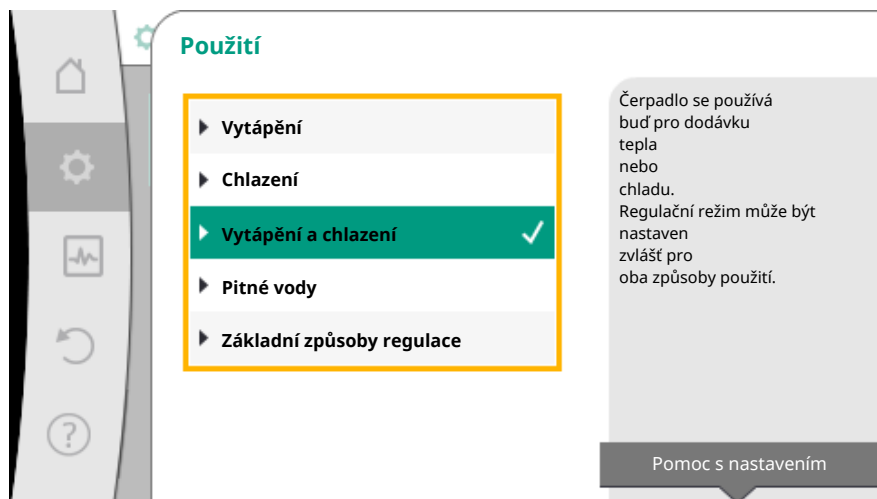 Použití
Vytápění
Chlazení
Vytápění a chlazení
Pitné vody
Základní způsoby regulace
Čerpadlo se používá
buď pro dodávku
tepla
nebo
chladu.
Regulační režim může být
nastaven
zvlášť pro
oba způsoby použití.
Pomoc s nastavením